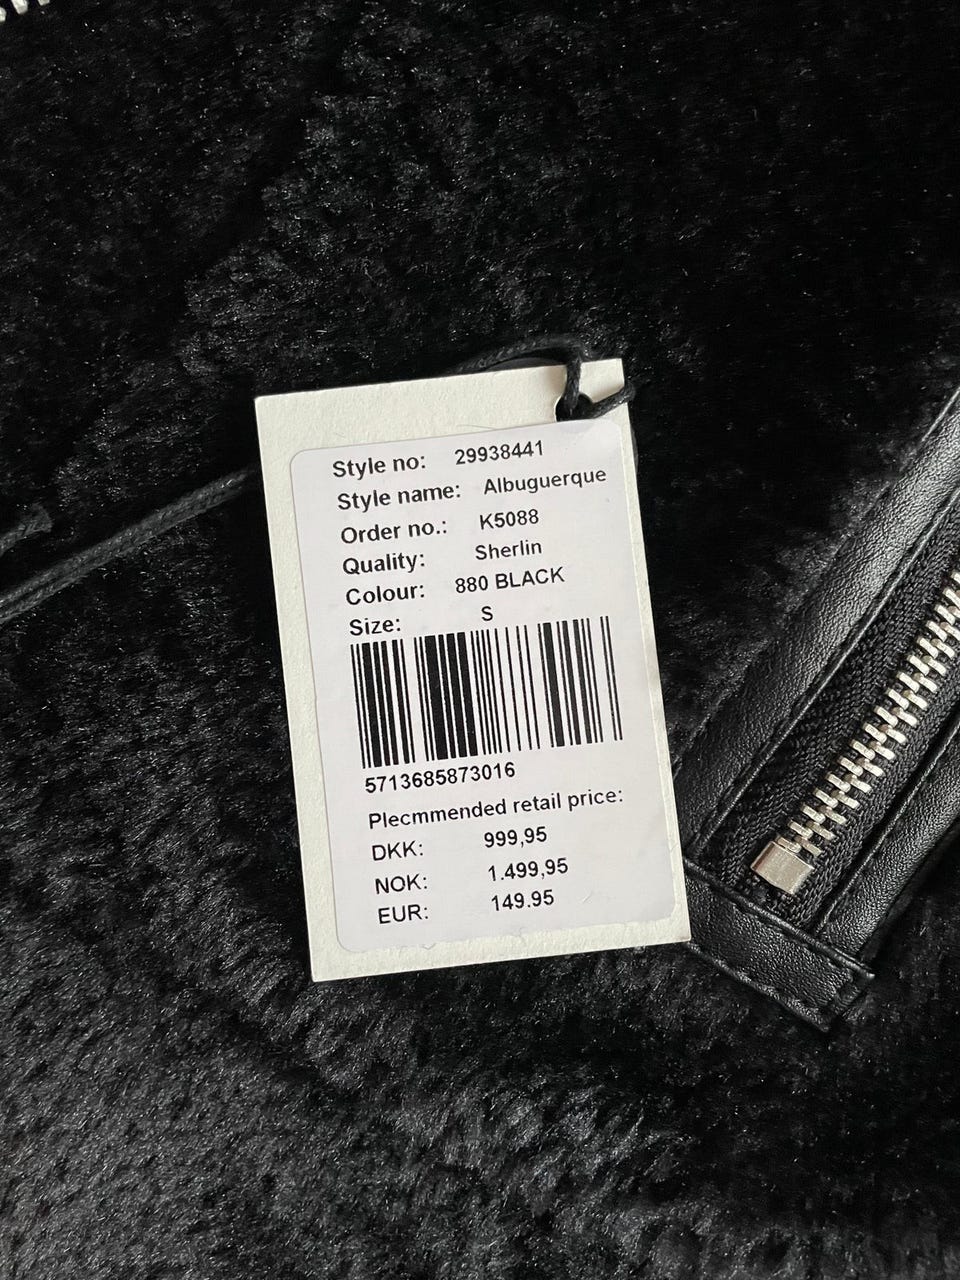 Style no: 29938441
Style name: Albuguerque
Order no.: K5088
Quality: Sherlin
Colour: 880 BLACK
Size: S
5713685873016
Plecmmended retail price:
DKK: 999,95
NOK: 1.499,95
EUR: 149.95